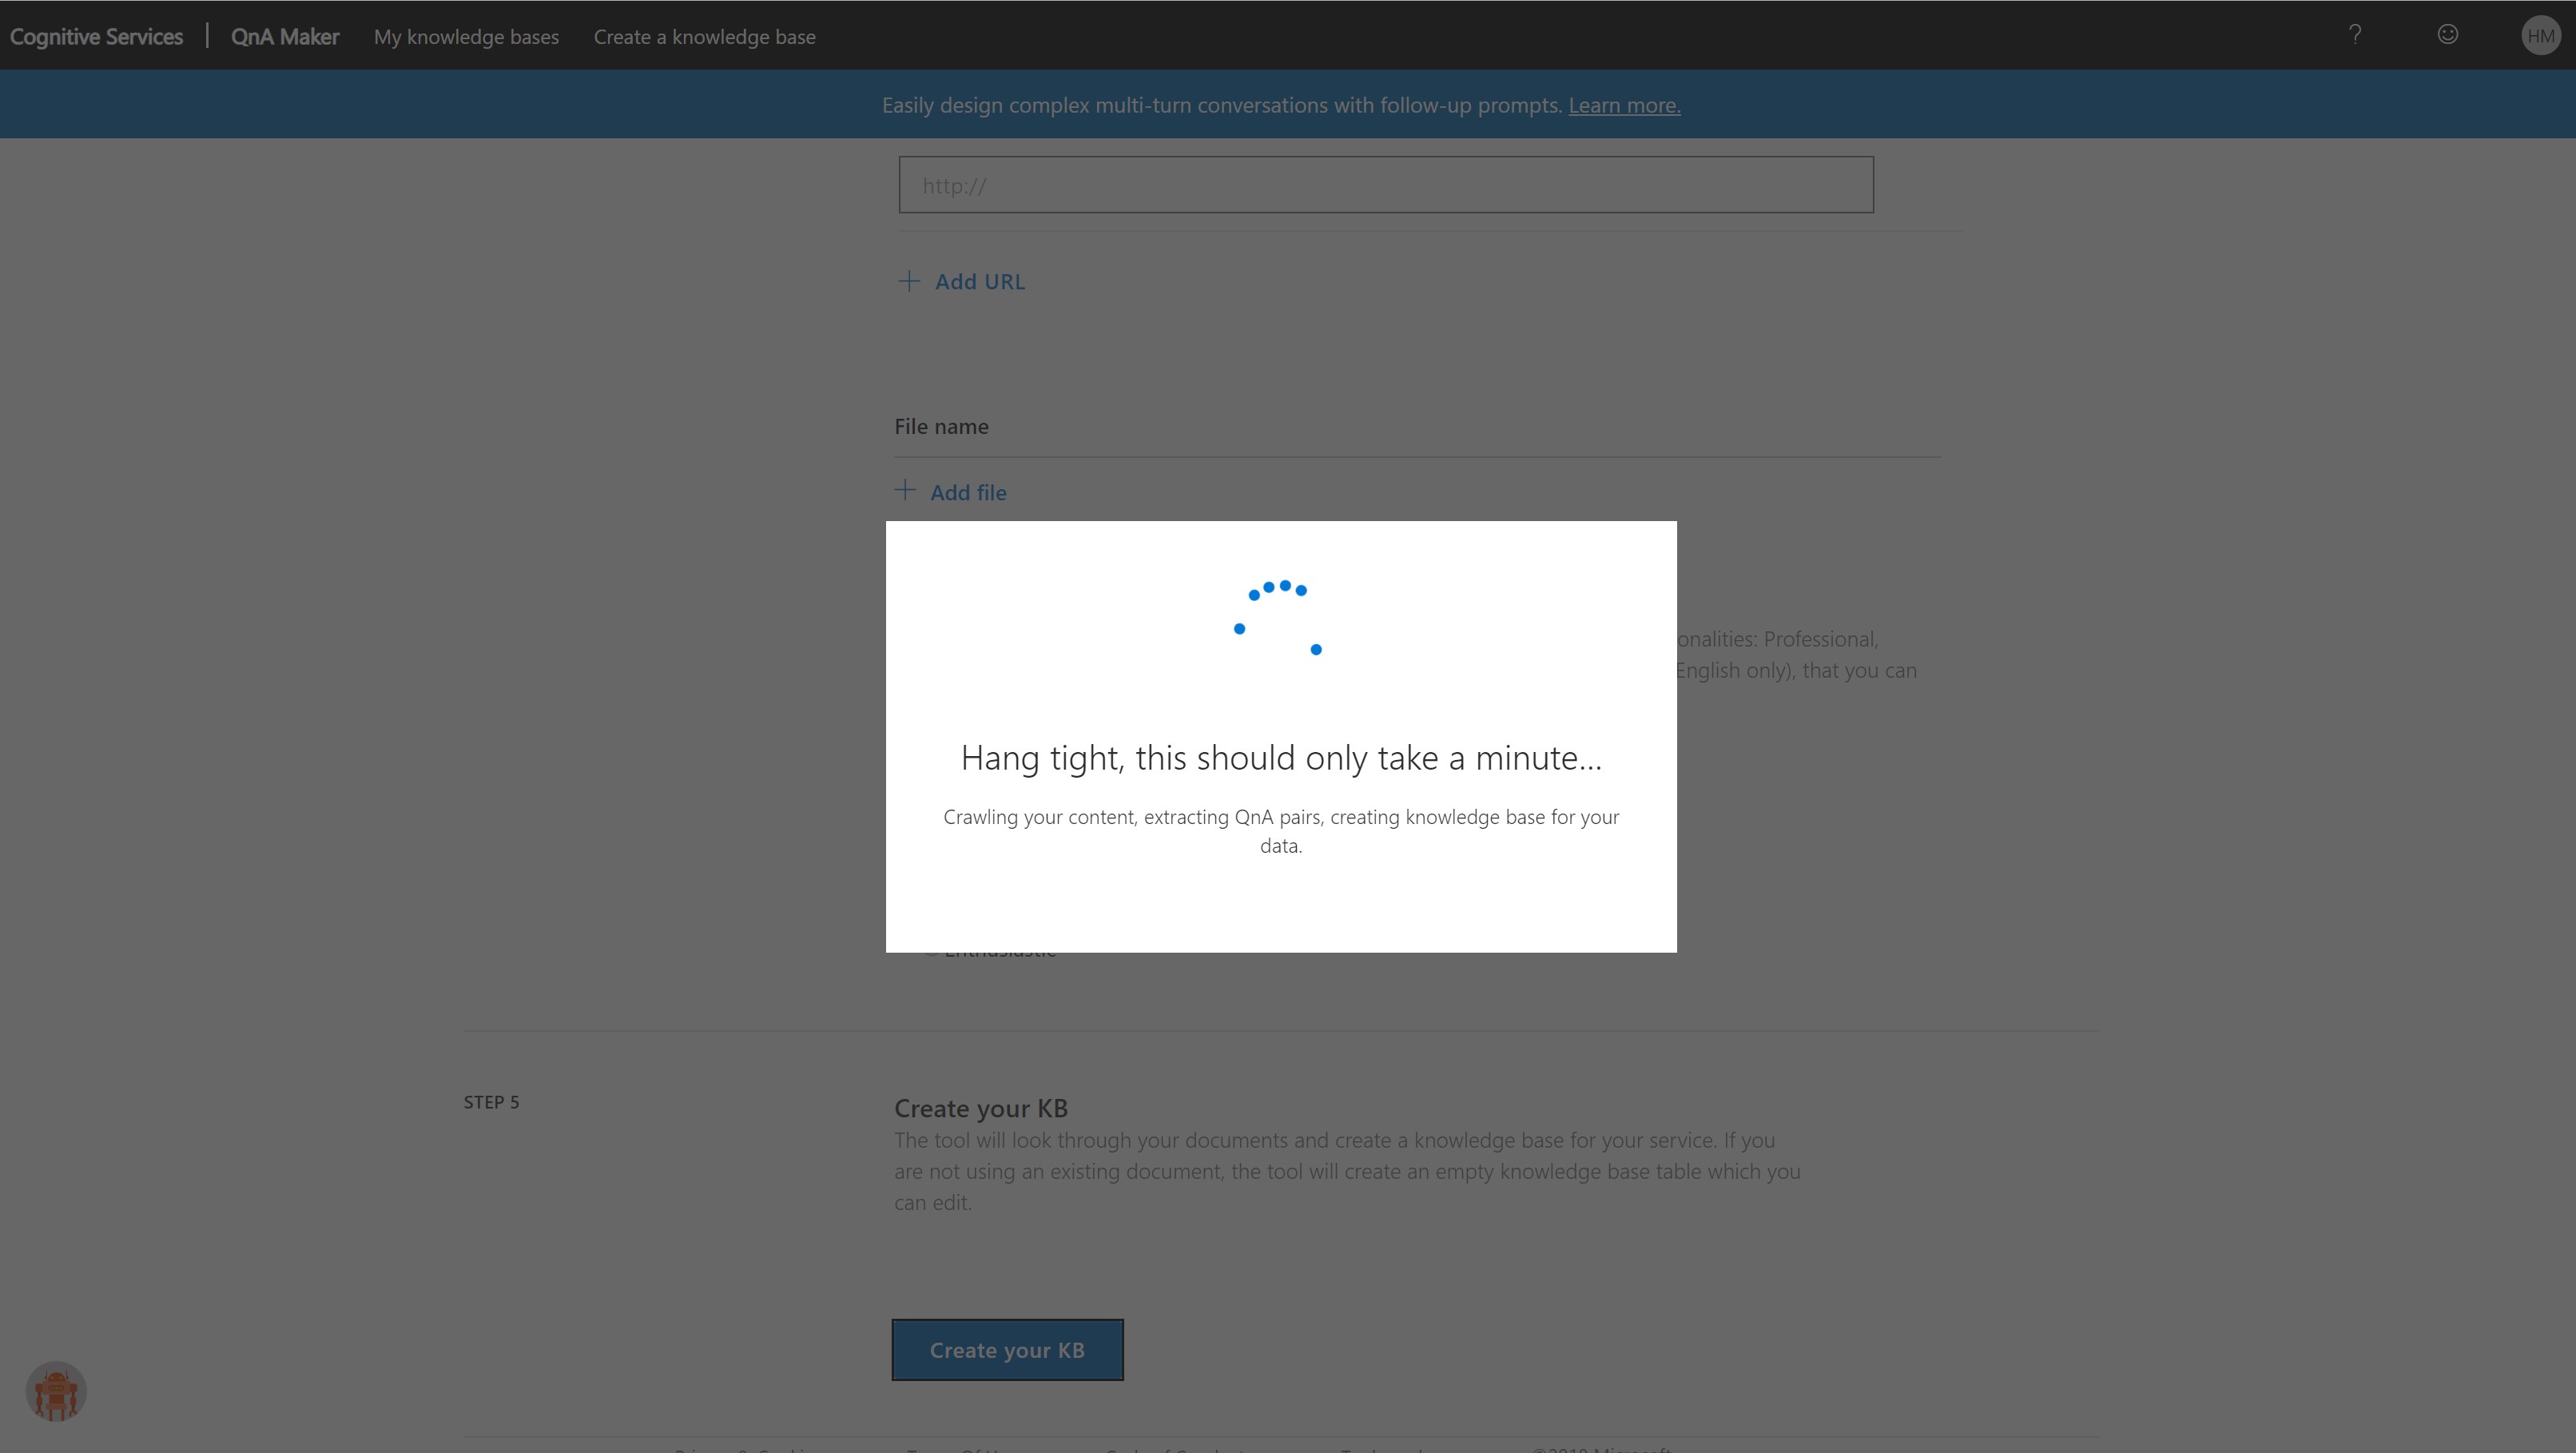 Cognitive Services | QnA Maker My knowledge bases Create a knowledge base ? HM
Easily design complex multi-turn conversations with follow-up prompts. Learn more.
http://
+ Add URL
File name
+ Add file
onalities: Professional,
English only), that you can
Hang tight, this should only take a minute...
Crawling your content, extracting QnA pairs, creating knowledge base for your
data.
Enthusiastic
STEP 5
Create your KB
The tool will look through your documents and create a knowledge base for your service. If you
are not using an existing document, the tool will create an empty knowledge base table which you
can edit.
Create your KB